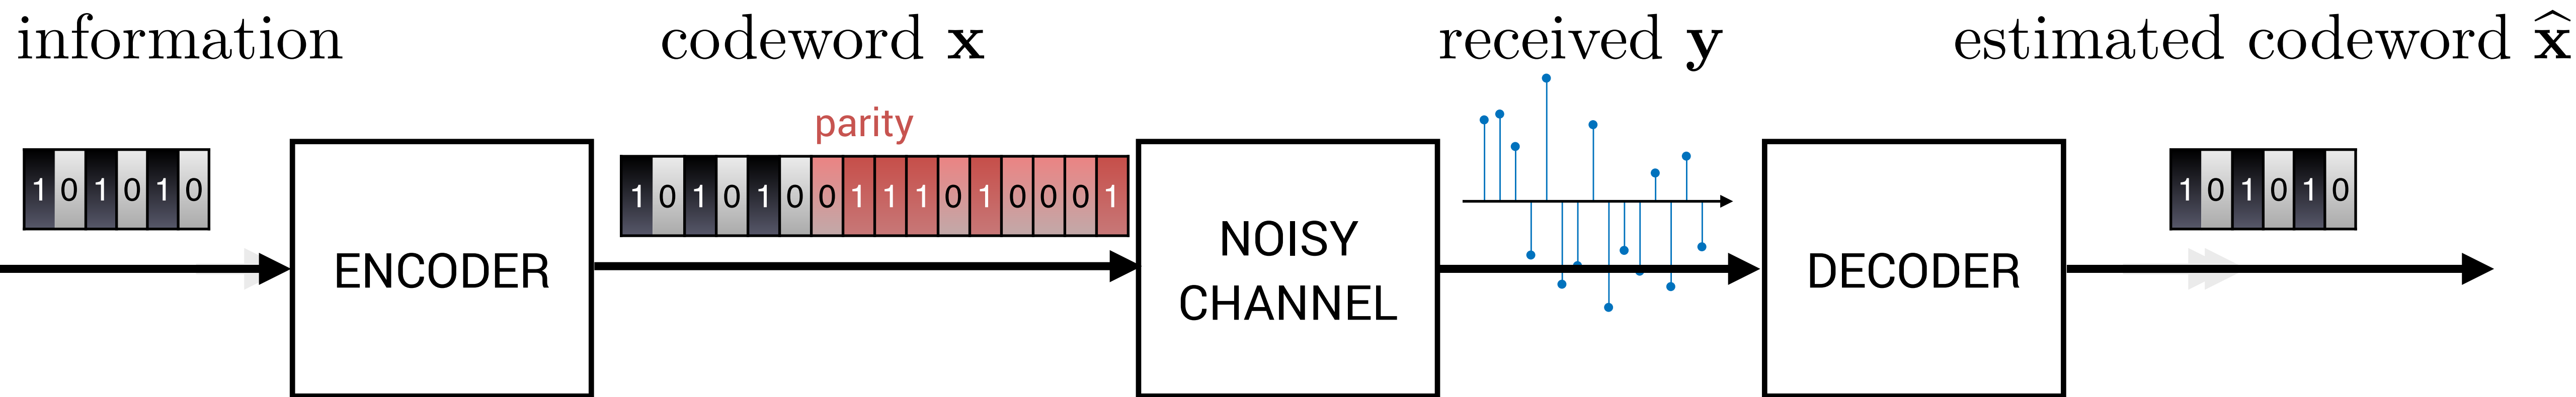 information
codeword x
received y
estimated codeword x̂
parity
1 0 1 0 1 0
ENCODER
1 0 1 0 1 0 0 1 1 1 0 1 0 0 0 1
NOISY
CHANNEL
DECODER
1 0 1 0 1 0